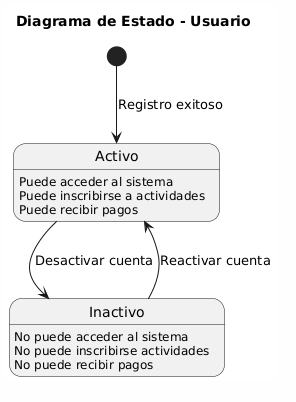 Diagrama de Estado - Usuario
Registro exitoso
Activo
Puede acceder al sistema
Puede inscribirse a actividades
Puede recibir pagos
Desactivar cuenta
Reactivar cuenta
Inactivo
No puede acceder al sistema
No puede inscribirse actividades
No puede recibir pagos